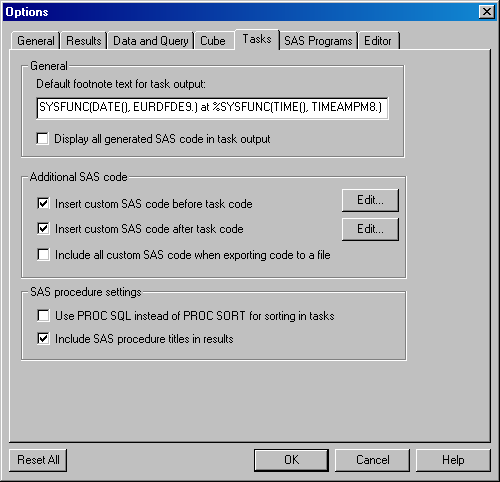 Options
General Results Data and Query Cube Tasks SAS Programs Editor
General
Default footnote text for task output:
SYSFUNC(DATE(), EURDFDE9.) at %SYSFUNC(TIME(), TIMEAMPM8.)
Display all generated SAS code in task output
Additional SAS code
Insert custom SAS code before task code Edit...
Insert custom SAS code after task code Edit...
Include all custom SAS code when exporting code to a file
SAS procedure settings
Use PROC SQL instead of PROC SORT for sorting in tasks
Include SAS procedure titles in results
Reset All OK Cancel Help